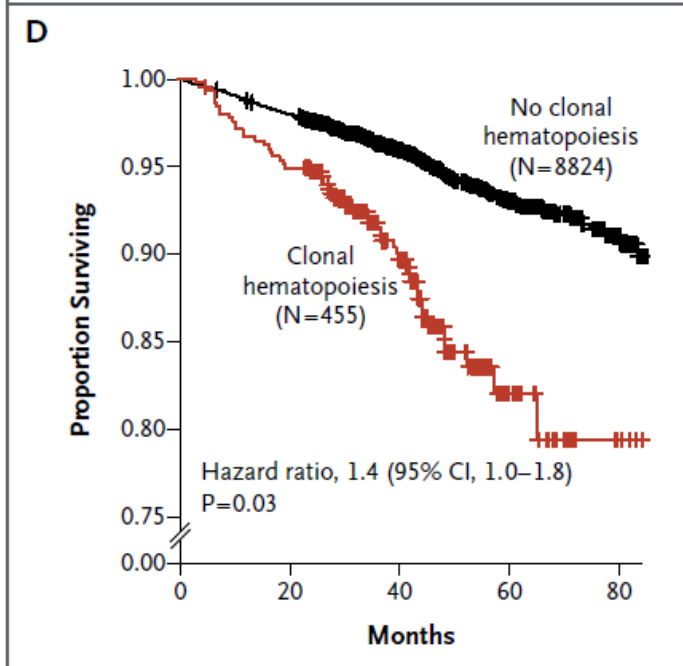 D
1.00
0.95
0.90
0.85
0.80
0.75
0.00
Proportion Surviving
No clonal
hematopoiesis
(N=8824)
Clonal
hematopoiesis
(N=455)
Hazard ratio, 1.4 (95% CI, 1.0–1.8)
P=0.03
0
20
40
60
80
Months